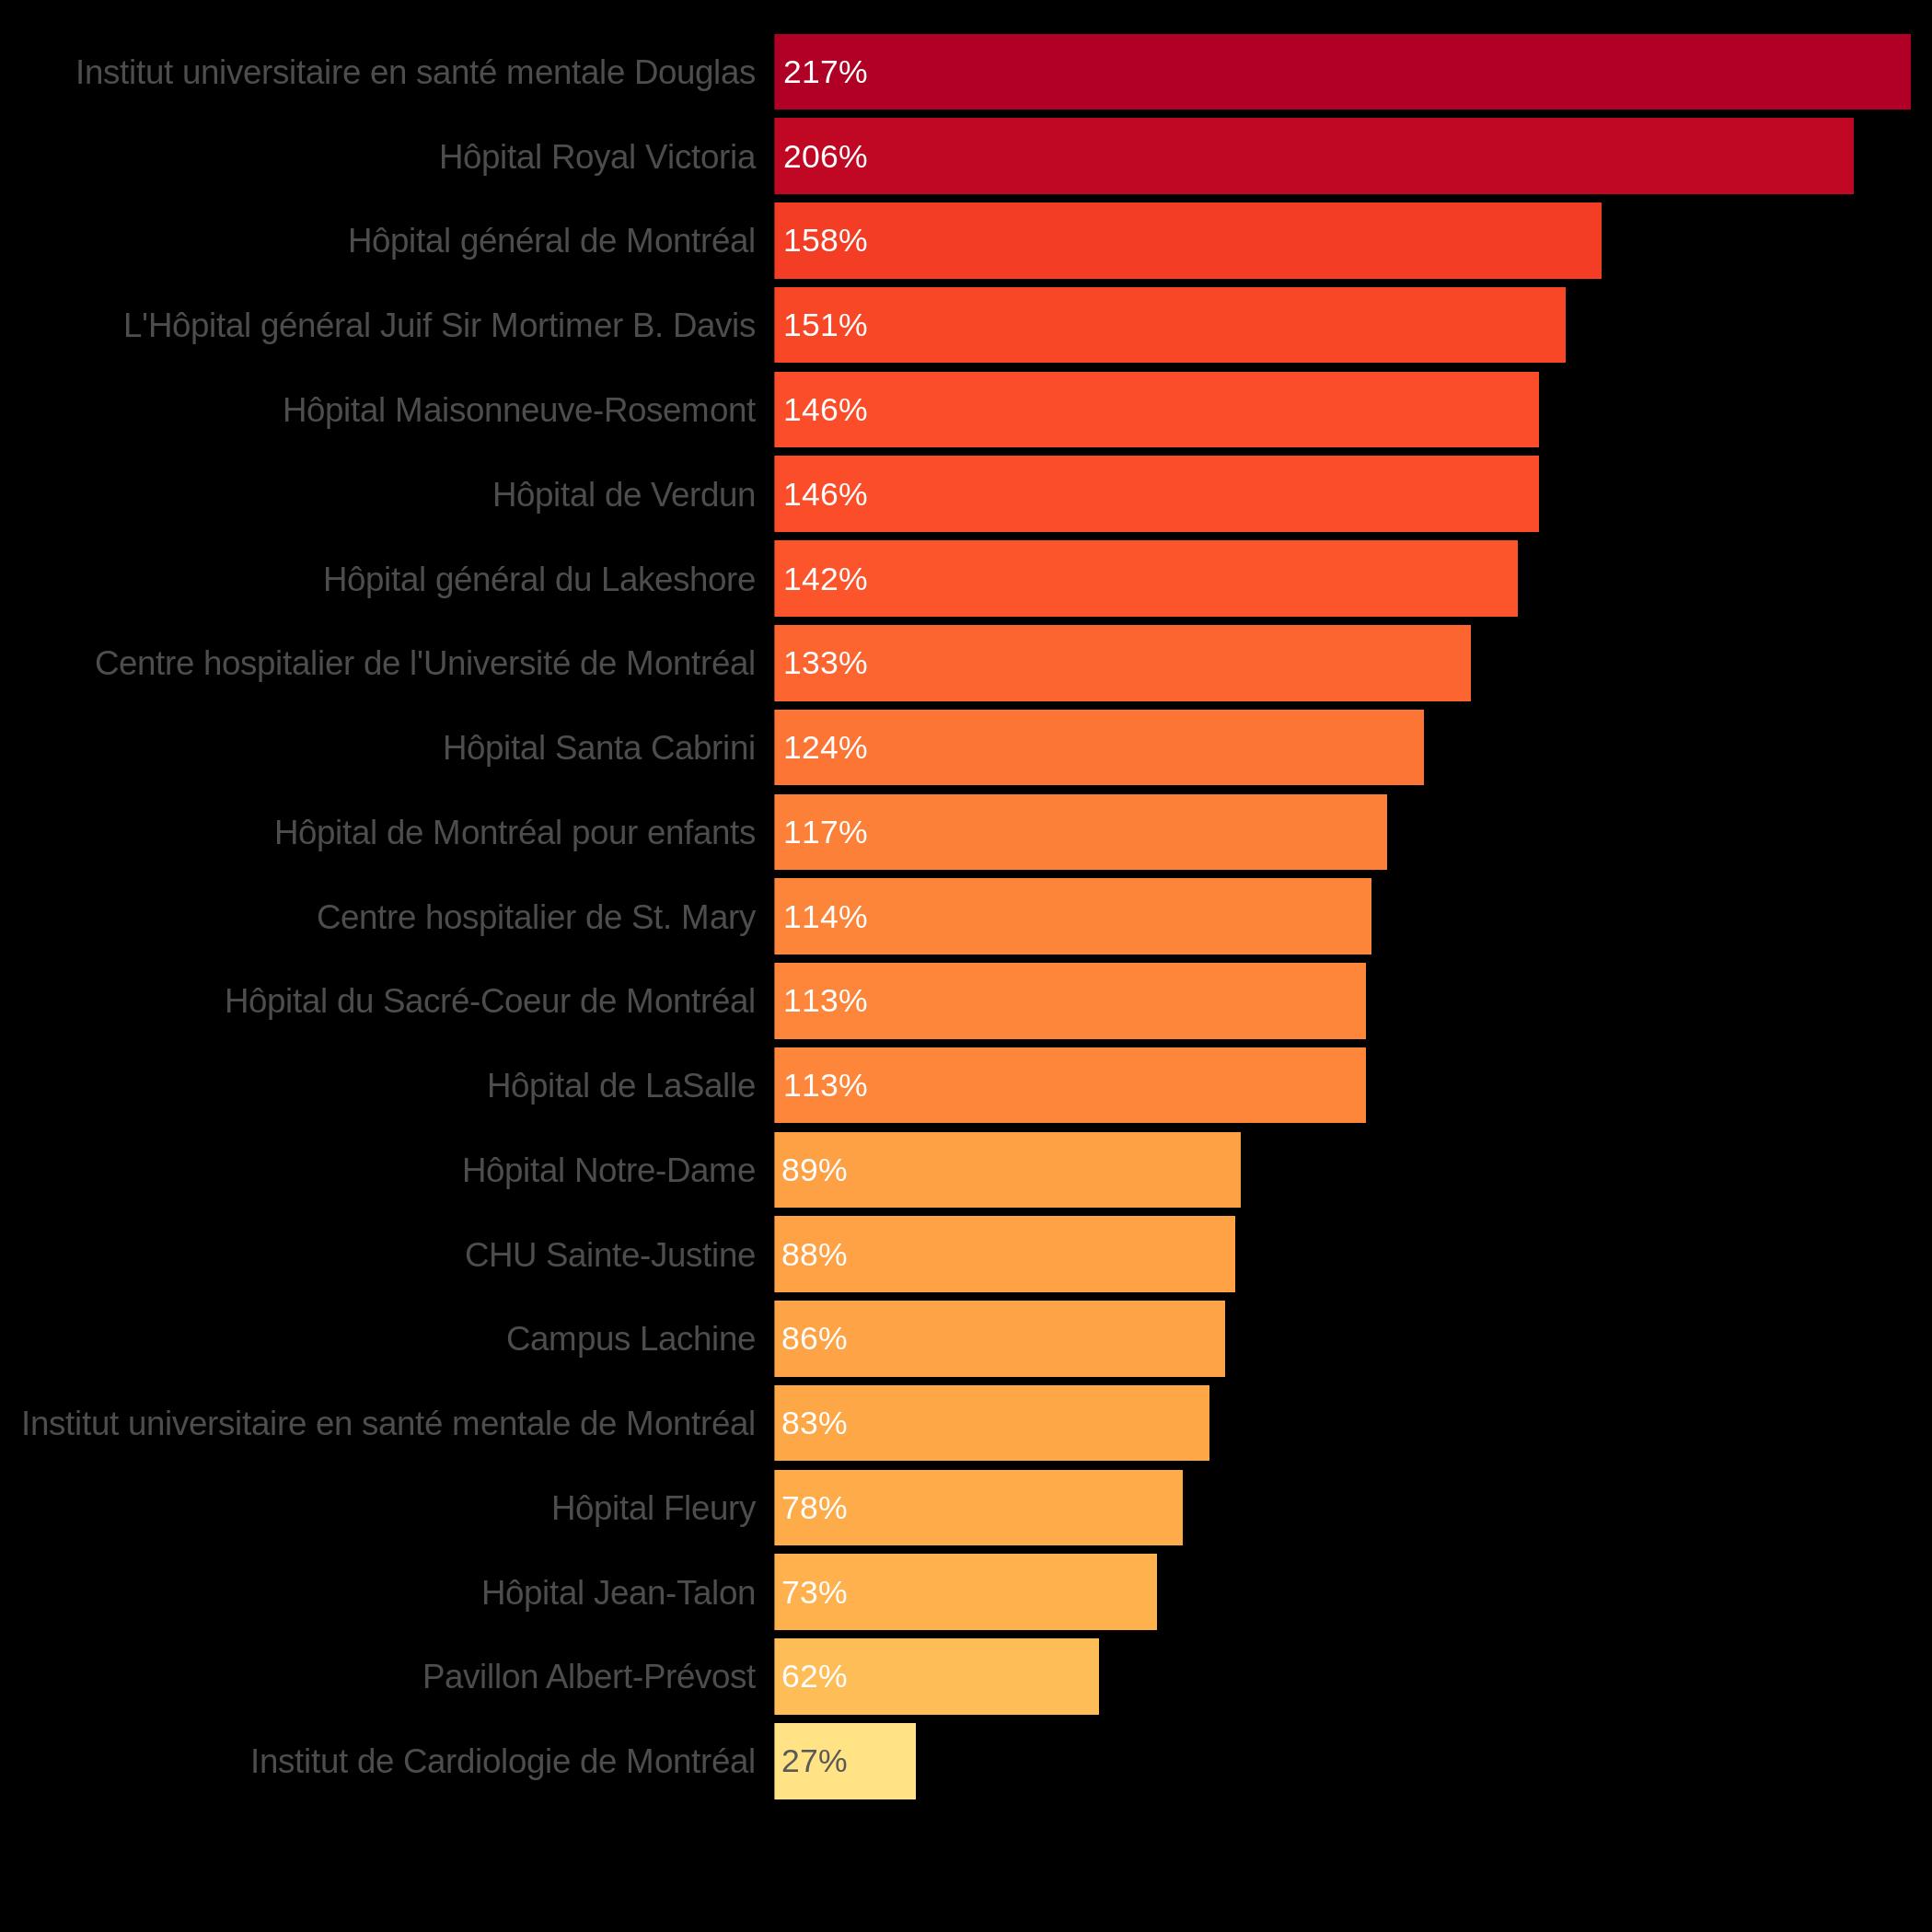 Institut universitaire en santé mentale Douglas 217%
Hôpital Royal Victoria 206%
Hôpital général de Montréal 158%
L'Hôpital général Juif Sir Mortimer B. Davis 151%
Hôpital Maisonneuve-Rosemont 146%
Hôpital de Verdun 146%
Hôpital général du Lakeshore 142%
Centre hospitalier de l'Université de Montréal 133%
Hôpital Santa Cabrini 124%
Hôpital de Montréal pour enfants 117%
Centre hospitalier de St. Mary 114%
Hôpital du Sacré-Coeur de Montréal 113%
Hôpital de LaSalle 113%
Hôpital Notre-Dame 89%
CHU Sainte-Justine 88%
Campus Lachine 86%
Institut universitaire en santé mentale de Montréal 83%
Hôpital Fleury 78%
Hôpital Jean-Talon 73%
Pavillon Albert-Prévost 62%
Institut de Cardiologie de Montréal 27%